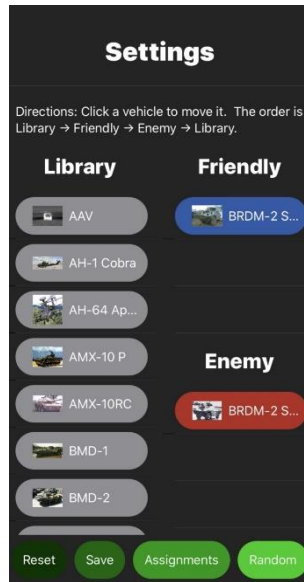 Settings
Directions: Click a vehicle to move it. The order is
Library → Friendly → Enemy → Library.
Library
AAV
AH-1 Cobra
AH-64 Ap...
AMX-10 P
AMX-10RC
BMD-1
BMD-2
Friendly
BRDM-2 S...
Enemy
BRDM-2 S...
Reset Save Assignments Random